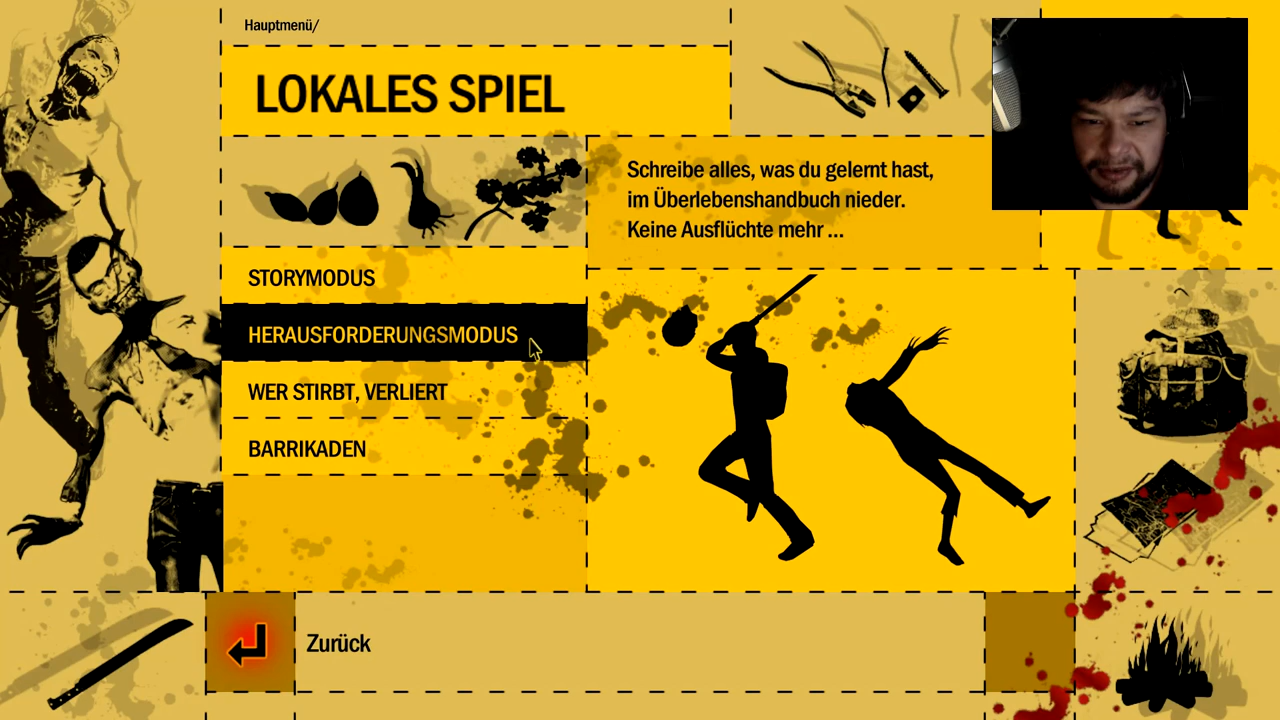 Hauptmenü/
LOKALES SPIEL
Schreibe alles, was du gelernt hast,
im Überlebenshandbuch nieder.
Keine Ausflüchte mehr ...
STORYMODUS
HERAUSFORDERUNGSMODUS
WER STIRBT, VERLIERT
BARRIKADEN
Zurück